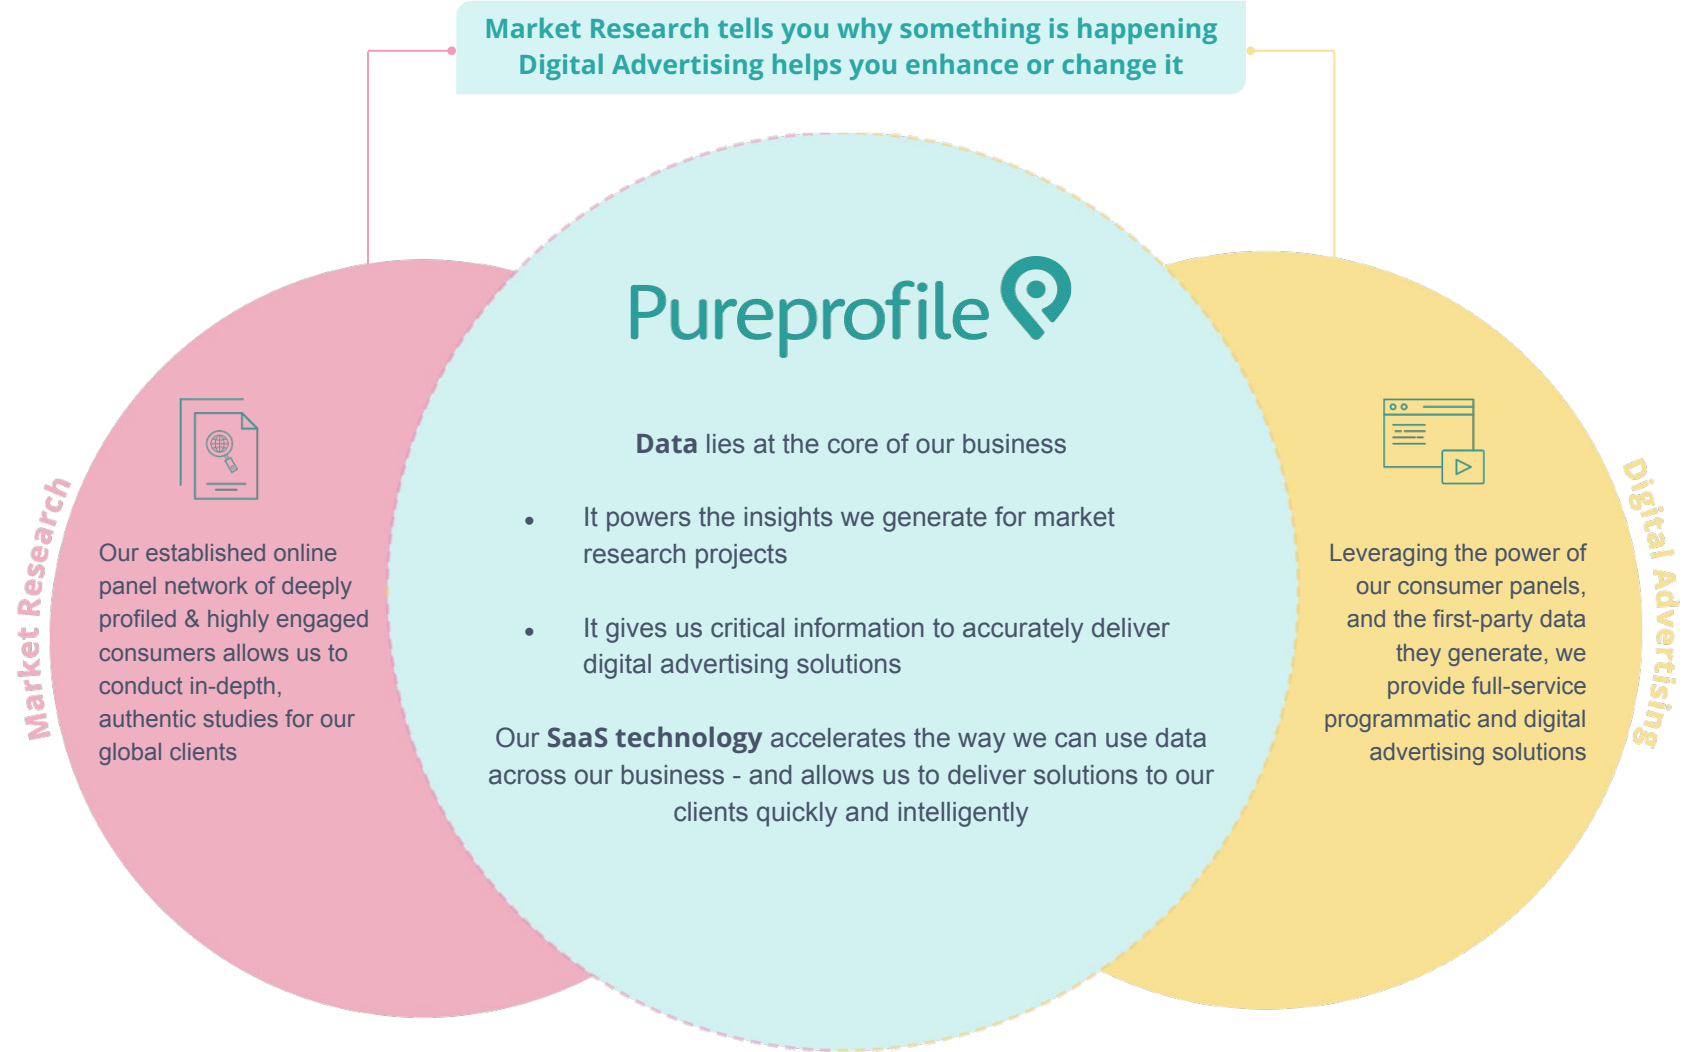 Market Research tells you why something is happening
Digital Advertising helps you enhance or change it
Pureprofile
Data lies at the core of our business
● It powers the insights we generate for market
research projects
● It gives us critical information to accurately deliver
digital advertising solutions
Our SaaS technology accelerates the way we can use data
across our business - and allows us to deliver solutions to our
clients quickly and intelligently
Market Research
Our established online
panel network of deeply
profiled & highly engaged
consumers allows us to
conduct in-depth,
authentic studies for our
global clients
Digital Advertising
Leveraging the power of
our consumer panels,
and the first-party data
they generate, we
provide full-service
programmatic and digital
advertising solutions